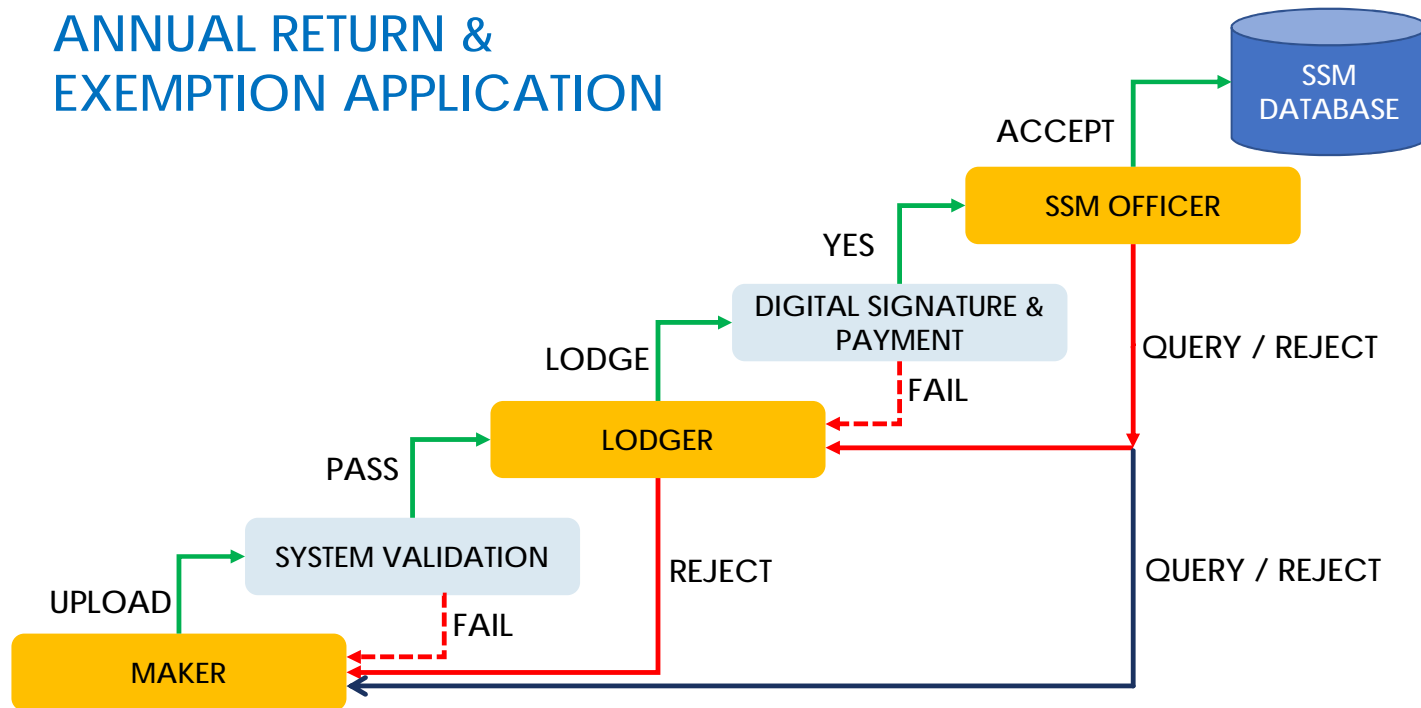 ANNUAL RETURN &
EXEMPTION APPLICATION
SSM
DATABASE
ACCEPT
SSM OFFICER
YES
DIGITAL SIGNATURE &
PAYMENT
QUERY / REJECT
LODGE
FAIL
LODGER
PASS
SYSTEM VALIDATION
REJECT
QUERY / REJECT
UPLOAD
FAIL
MAKER